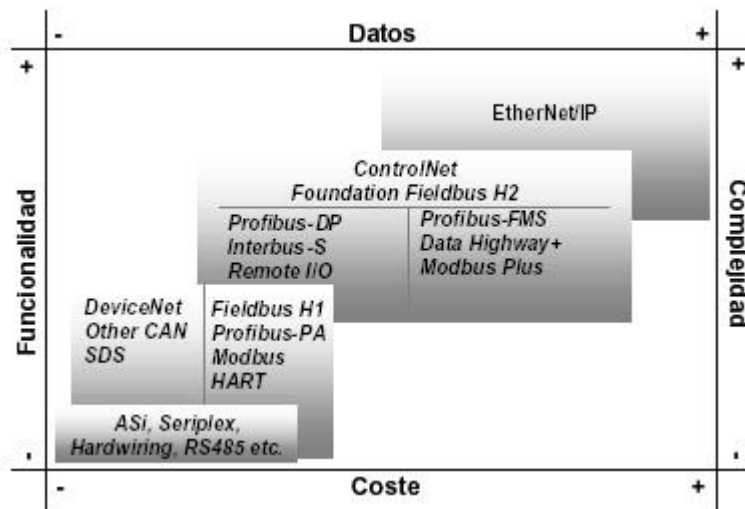 - Datos +
+ Funcionalidad -
+ Complejidad -
EtherNet/IP
ControlNet
Foundation Fieldbus H2
Profibus-DP
Interbus-S
Remote I/O
Profibus-FMS
Data Highway+
Modbus Plus
DeviceNet
Other CAN
SDS
Fieldbus H1
Profibus-PA
Modbus
HART
ASi, Seriplex,
Hardwiring, RS485 etc.
- Coste +